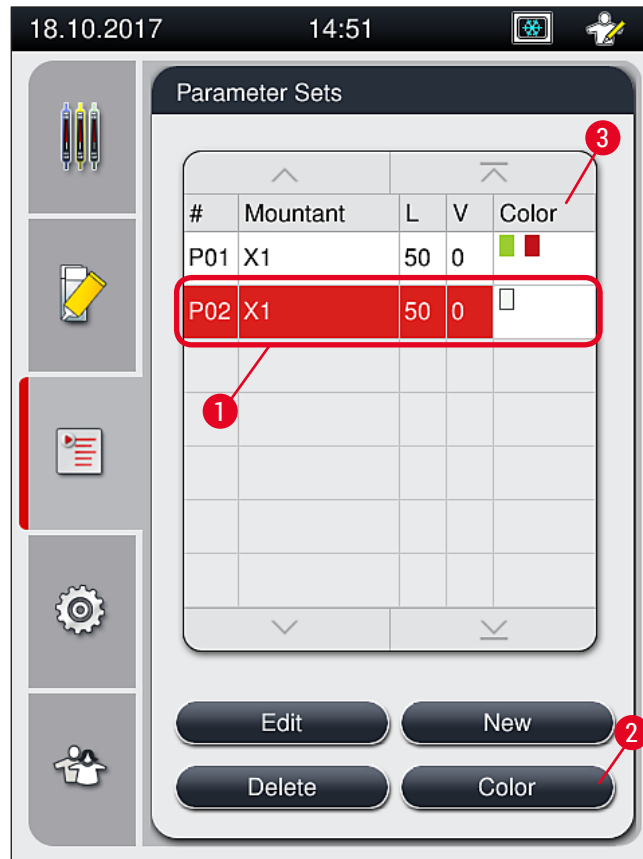 18.10.2017 14:51
Parameter Sets
3
# Mountant L V Color
P01 X1 50 0
P02 X1 50 0
1
Edit New
2
Delete Color